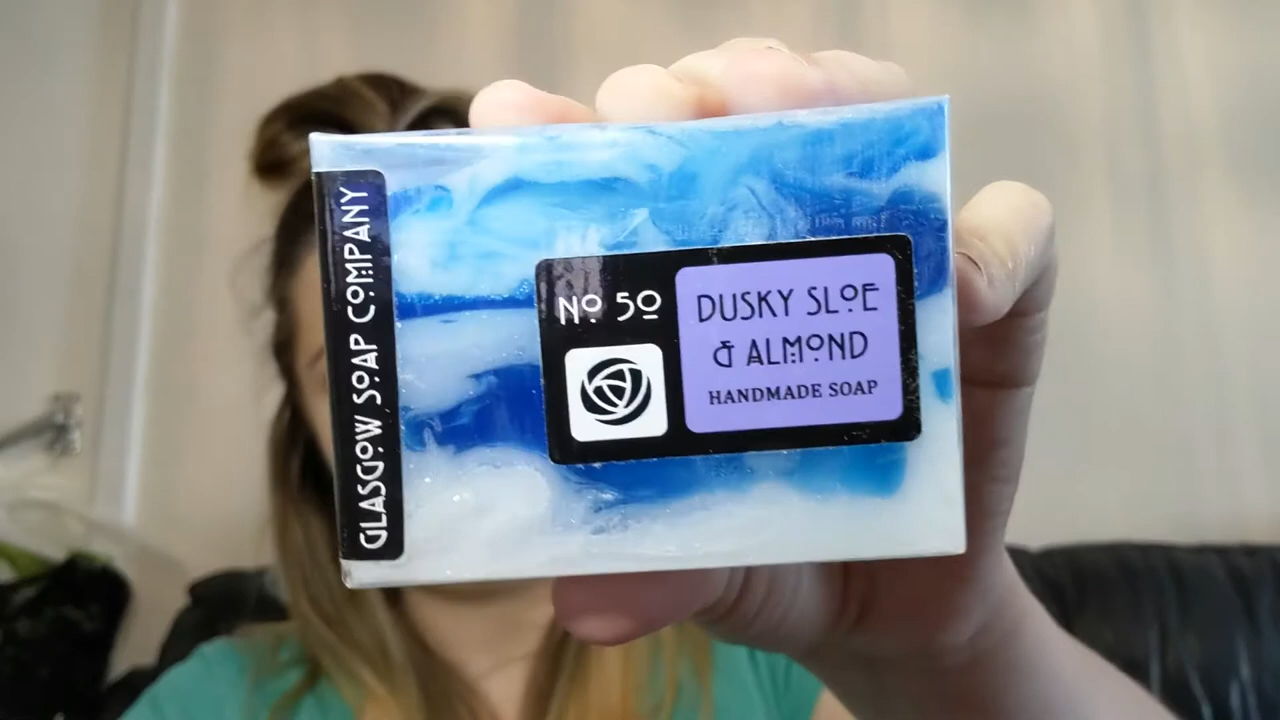 GLASGOW SOAP COMPANY
No 50
DUSKY SLOE
& ALMOND
HANDMADE SOAP